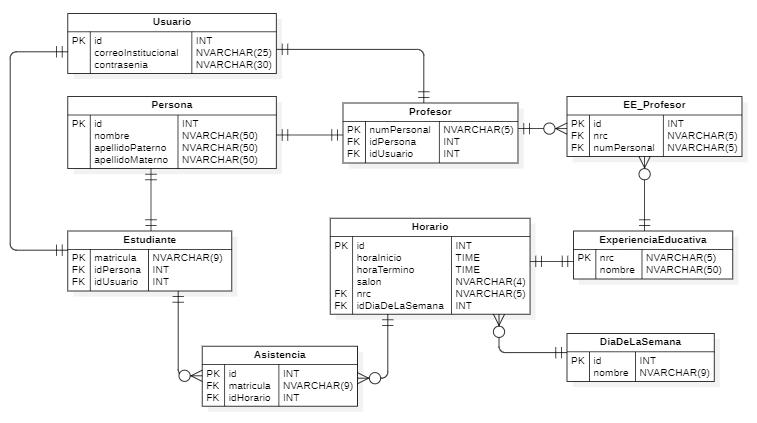 Usuario
PK id INT
correoInstitucional NVARCHAR(25)
contrasenia NVARCHAR(30)
Persona
PK id INT
nombre NVARCHAR(50)
apellidoPaterno NVARCHAR(50)
apellidoMaterno NVARCHAR(50)
Profesor
PK numPersonal NVARCHAR(5)
FK idPersona INT
FK idUsuario INT
EE_Profesor
PK id INT
FK nrc NVARCHAR(5)
FK numPersonal NVARCHAR(5)
Estudiante
PK matricula NVARCHAR(9)
FK idPersona INT
FK idUsuario INT
Horario
PK id INT
horaInicio TIME
horaTermino TIME
salon NVARCHAR(4)
FK nrc NVARCHAR(5)
FK idDiaDeLaSemana INT
ExperienciaEducativa
PK nrc NVARCHAR(5)
nombre NVARCHAR(50)
Asistencia
PK id INT
FK matricula NVARCHAR(9)
FK idHorario INT
DiaDeLaSemana
PK id INT
nombre NVARCHAR(9)